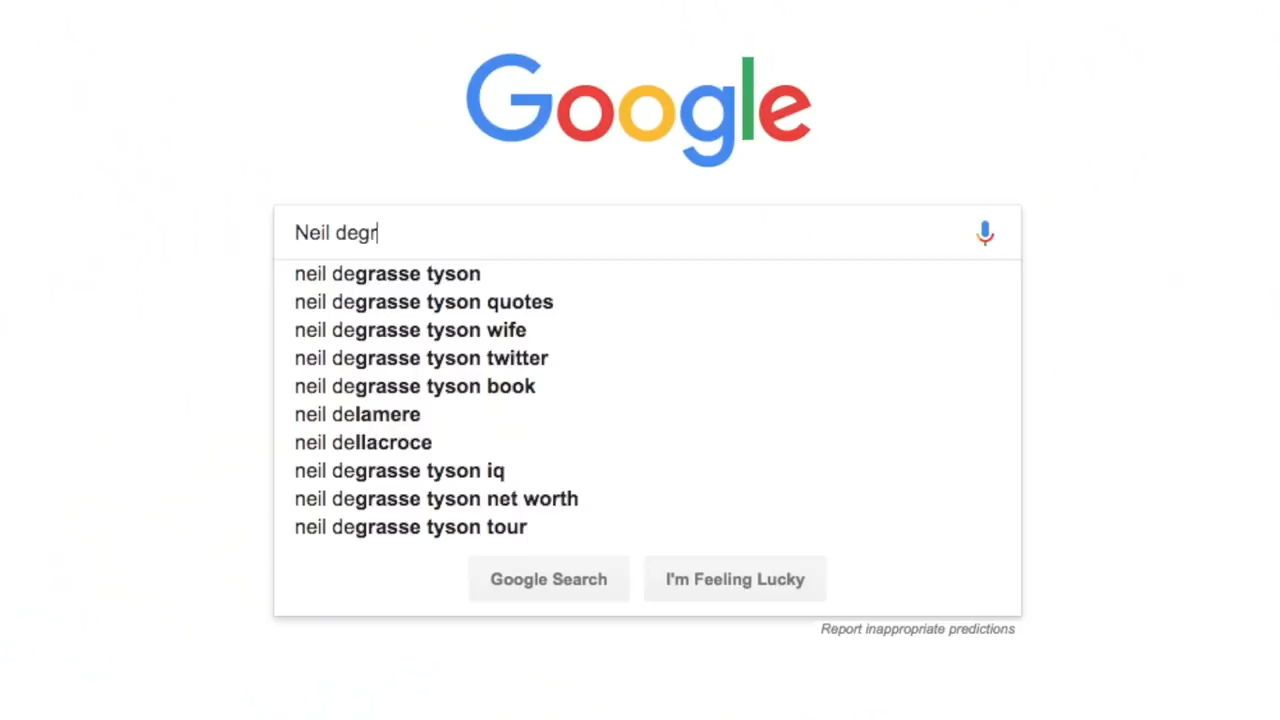 Google
Neil degr
neil degrasse tyson
neil degrasse tyson quotes
neil degrasse tyson wife
neil degrasse tyson twitter
neil degrasse tyson book
neil delamere
neil dellacroce
neil degrasse tyson iq
neil degrasse tyson net worth
neil degrasse tyson tour
Google Search I'm Feeling Lucky
Report inappropriate predictions